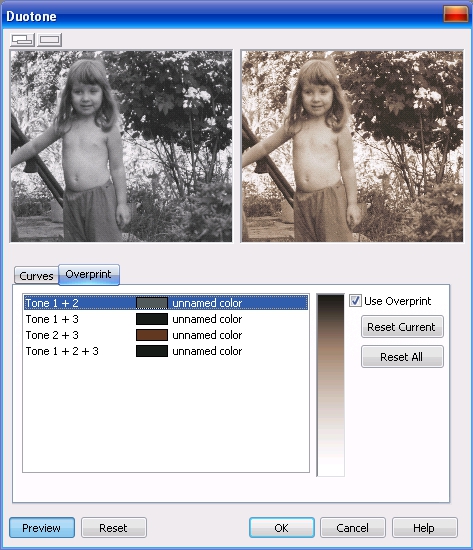 Duotone
Curves
Overprint
Tone 1 + 2 unnamed color
Tone 1 + 3 unnamed color
Tone 2 + 3 unnamed color
Tone 1 + 2 + 3 unnamed color
Use Overprint
Reset Current
Reset All
Preview
Reset
OK
Cancel
Help